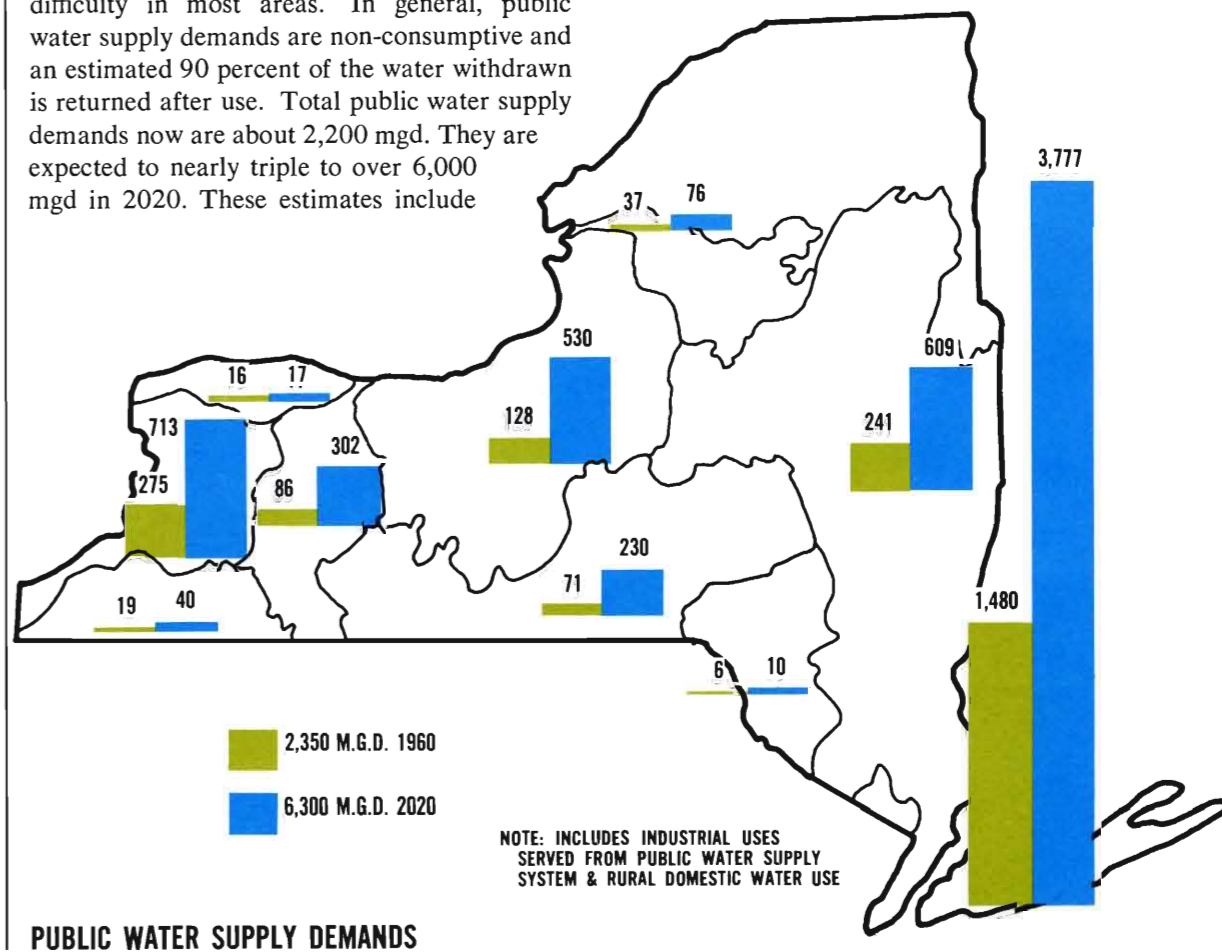 difficulty in most areas. In general, public
water supply demands are non-consumptive and
an estimated 90 percent of the water withdrawn
is returned after use. Total public water supply
demands now are about 2,200 mgd. They are
expected to nearly triple to over 6,000
mgd in 2020. These estimates include
3,777
37
76
530
609
16
17
128
241
713
302
275
86
230
71
19
40
1,480
6
10
2,350 M.G.D. 1960
6,300 M.G.D. 2020
NOTE: INCLUDES INDUSTRIAL USES
SERVED FROM PUBLIC WATER SUPPLY
SYSTEM & RURAL DOMESTIC WATER USE
PUBLIC WATER SUPPLY DEMANDS